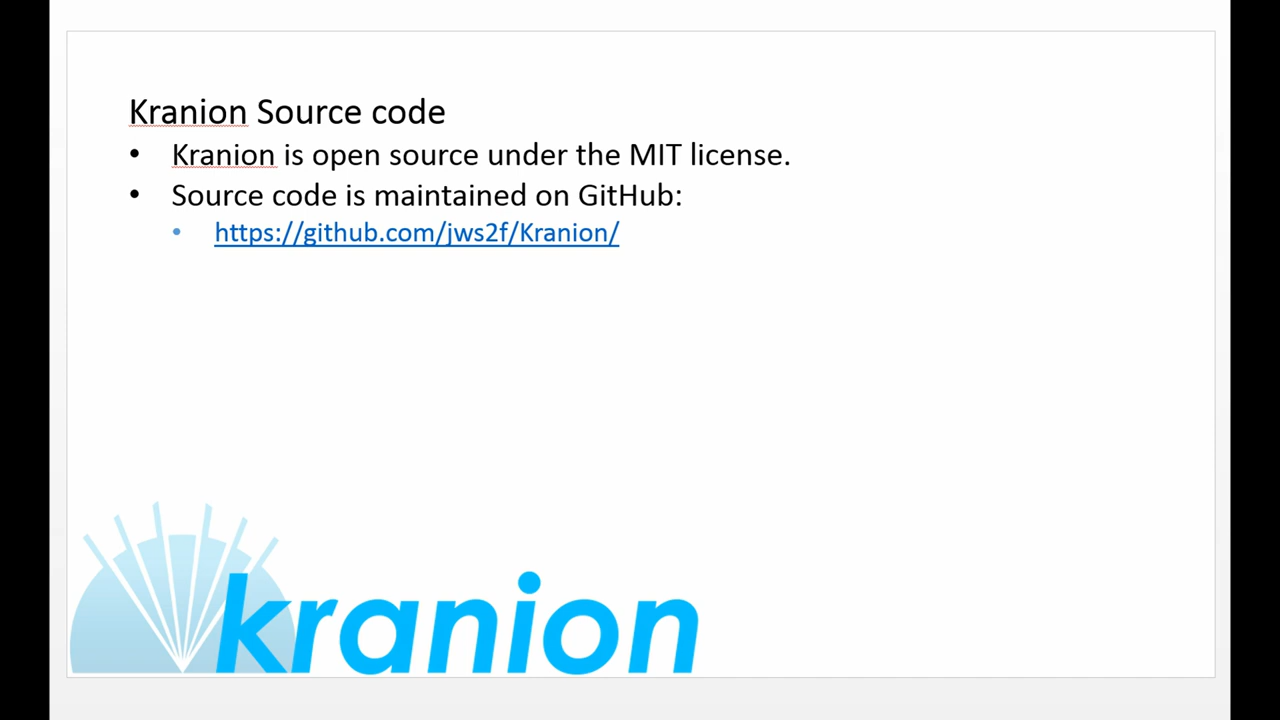 Kranion Source code
• Kranion is open source under the MIT license.
• Source code is maintained on GitHub:
• https://github.com/jws2f/Kranion/
kranion